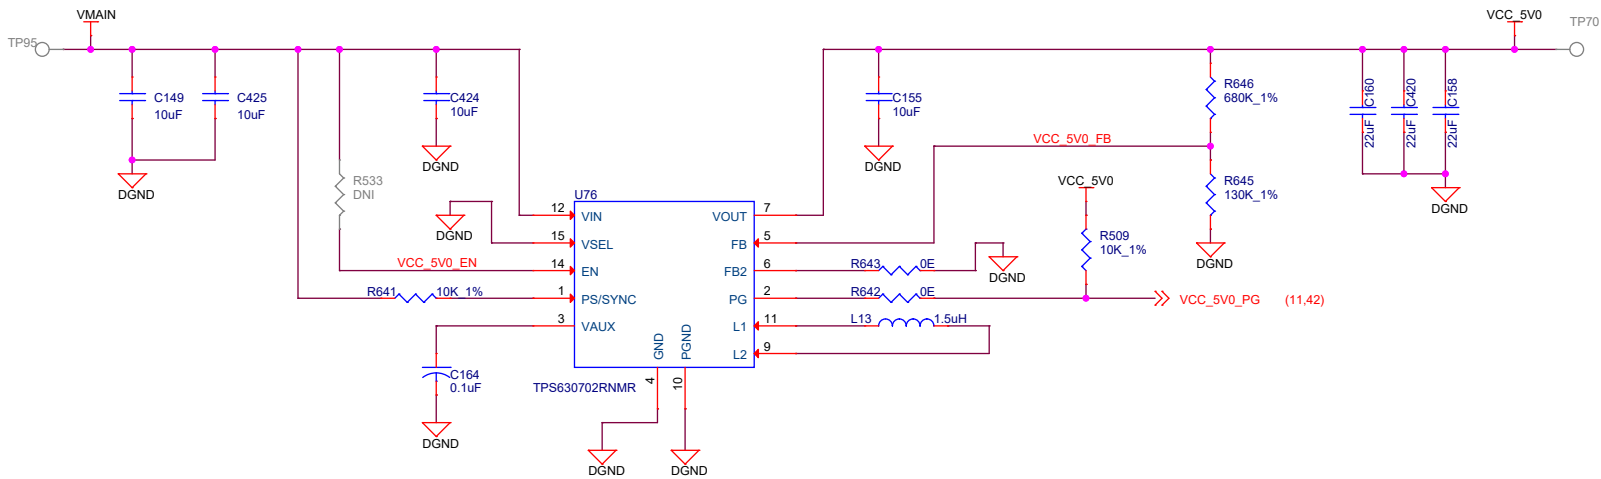 VMAIN
VCC_5V0
TP95
TP70
C149
10uF
C425
10uF
C424
10uF
C155
10uF
R646
680K_1%
C160
22uF
C420
22uF
C158
22uF
VCC_5V0_FB
DGND
DGND
DGND
R533
DNI
VCC_5V0
R645
130K_1%
DGND
U76
12
VIN
VOUT
7
DGND
15
VSEL
FB
5
R509
10K_1%
DGND
VCC_5V0_EN
14
EN
FB2
6
R643
0E
DGND
R641
10K_1%
1
PS/SYNC
PG
2
R642
0E
VCC_5V0_PG
(11,42)
3
VAUX
L1
11
L13
1.5uH
GND
PGND
L2
9
C164
0.1uF
TPS630702RNMR
4
10
DGND
DGND
DGND